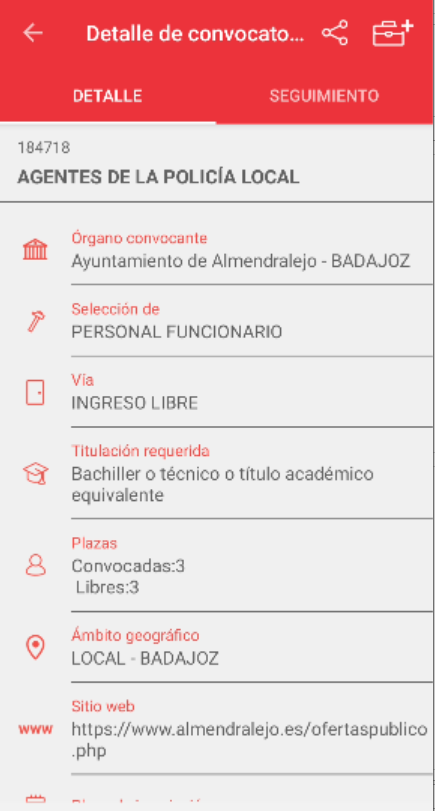 Detalle de convocato...
DETALLE
SEGUIMIENTO
184718
AGENTES DE LA POLICÍA LOCAL
Órgano convocante
Ayuntamiento de Almendralejo - BADAJOZ
Selección de
PERSONAL FUNCIONARIO
Vía
INGRESO LIBRE
Titulación requerida
Bachiller o técnico o título académico
equivalente
Plazas
Convocadas:3
Libres:3
Ámbito geográfico
LOCAL - BADAJOZ
Sitio web
www https://www.almendralejo.es/ofertaspublico
.php